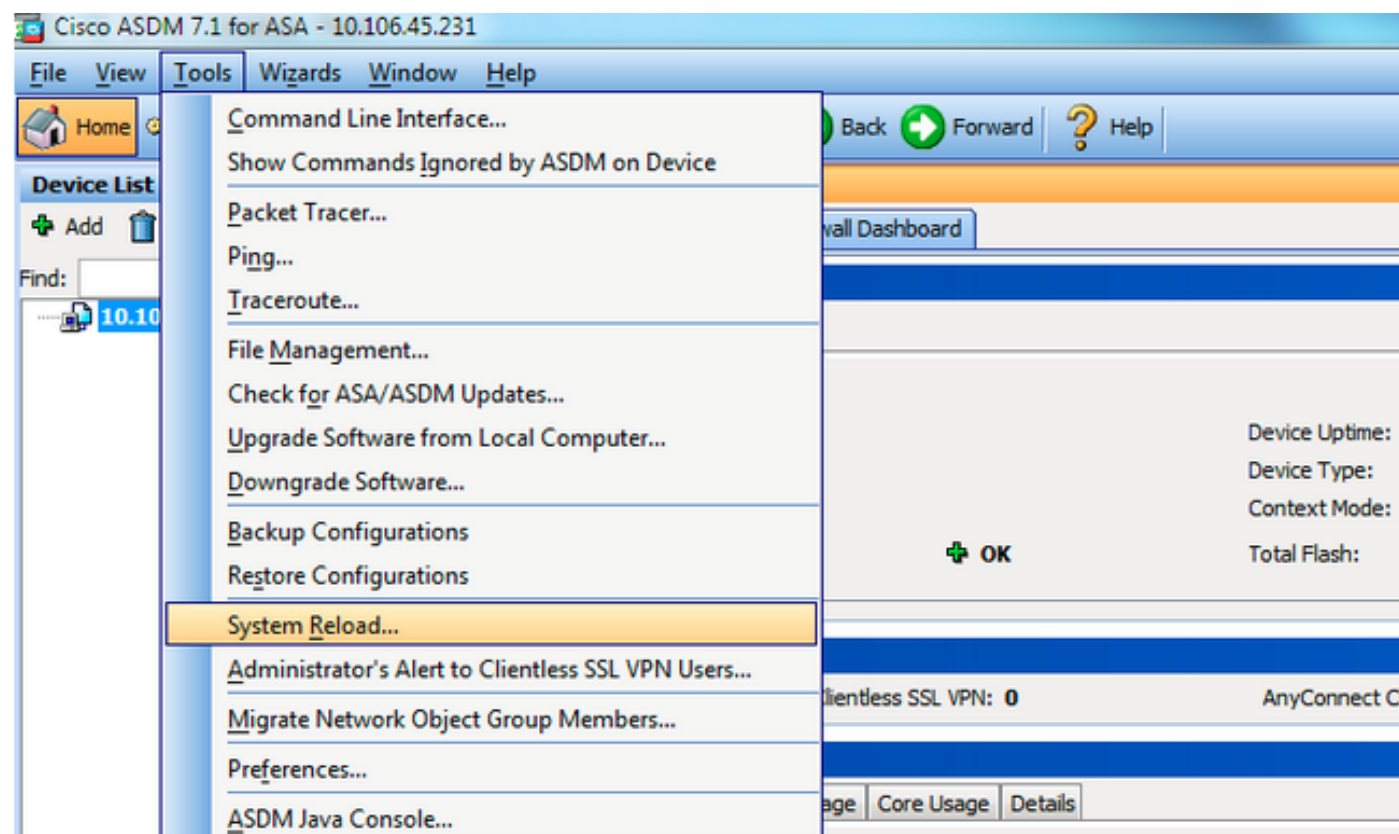 Cisco ASDM 7.1 for ASA - 10.106.45.231
File View Tools Wizards Window Help
Home Back Forward Help
Command Line Interface...
Show Commands Ignored by ASDM on Device
Packet Tracer...
Ping...
Traceroute...
File Management...
Check for ASA/ASDM Updates...
Upgrade Software from Local Computer...
Downgrade Software...
Backup Configurations
Restore Configurations
System Reload...
Administrator's Alert to Clientless SSL VPN Users...
Migrate Network Object Group Members...
Preferences...
ASDM Java Console...
Device List
Add
Find:
10.10
wall Dashboard
Device Uptime:
Device Type:
Context Mode:
OK Total Flash:
lientless SSL VPN: 0 AnyConnect C
age Core Usage Details